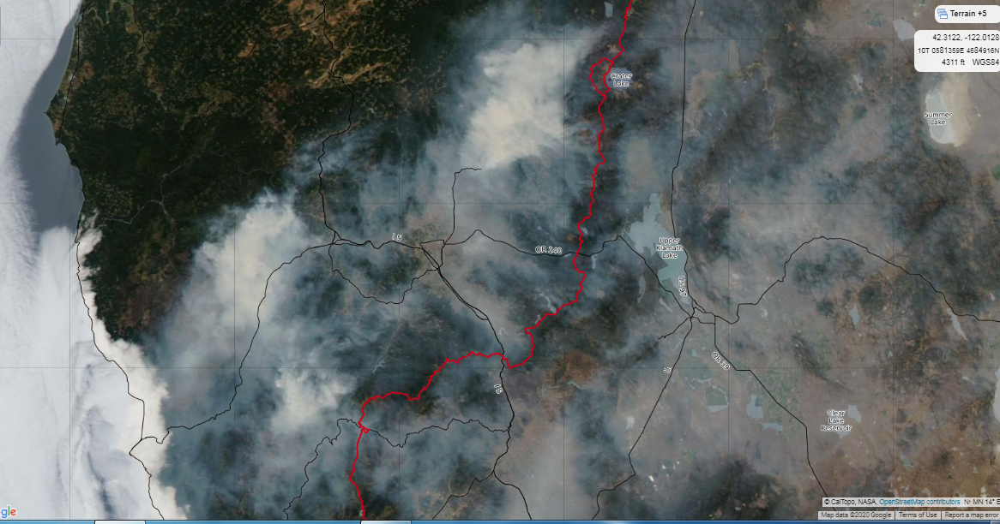 Terrain +5
42.3122, -122.0128
10T 0581359E 4684916N
4311 ft WGS84
Crater
Lake
Summer
Lake
I 5
OR 140
Upper
Klamath
Lake
US 97
OR 39
I 5
Clear
Lake
Reservoir
© CalTopo, NASA, OpenStreetMap contributors MN 14° E
gle
Map data ©2020 Google Terms of Use Report a map error